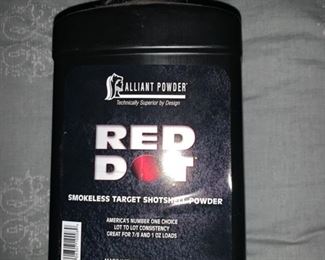 ALLIANT POWDER®
Technically Superior by Design
RED
DOT
SMOKELESS TARGET SHOTSHELL POWDER
AMERICA'S NUMBER ONE CHOICE
LOT TO LOT CONSISTENCY
GREAT FOR 7/8 AND 1 OZ LOADS